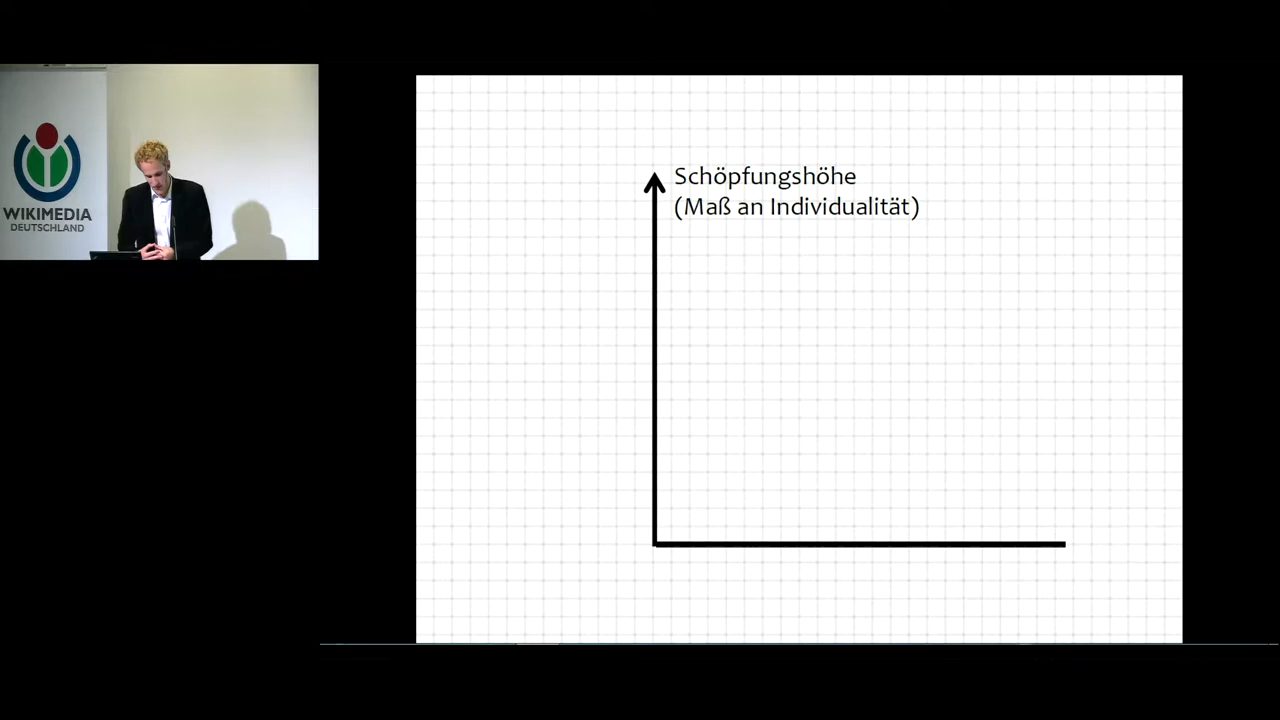 WIKIMEDIA
DEUTSCHLAND
Schöpfungshöhe
(Maß an Individualität)